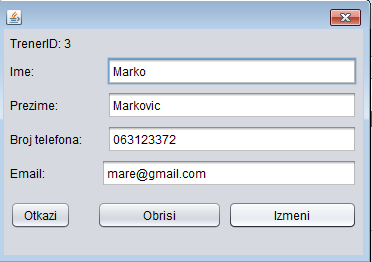 TrenerID: 3
Ime: Marko
Prezime: Markovic
Broj telefona: 063123372
Email: mare@gmail.com
Otkazi Obrisi Izmeni